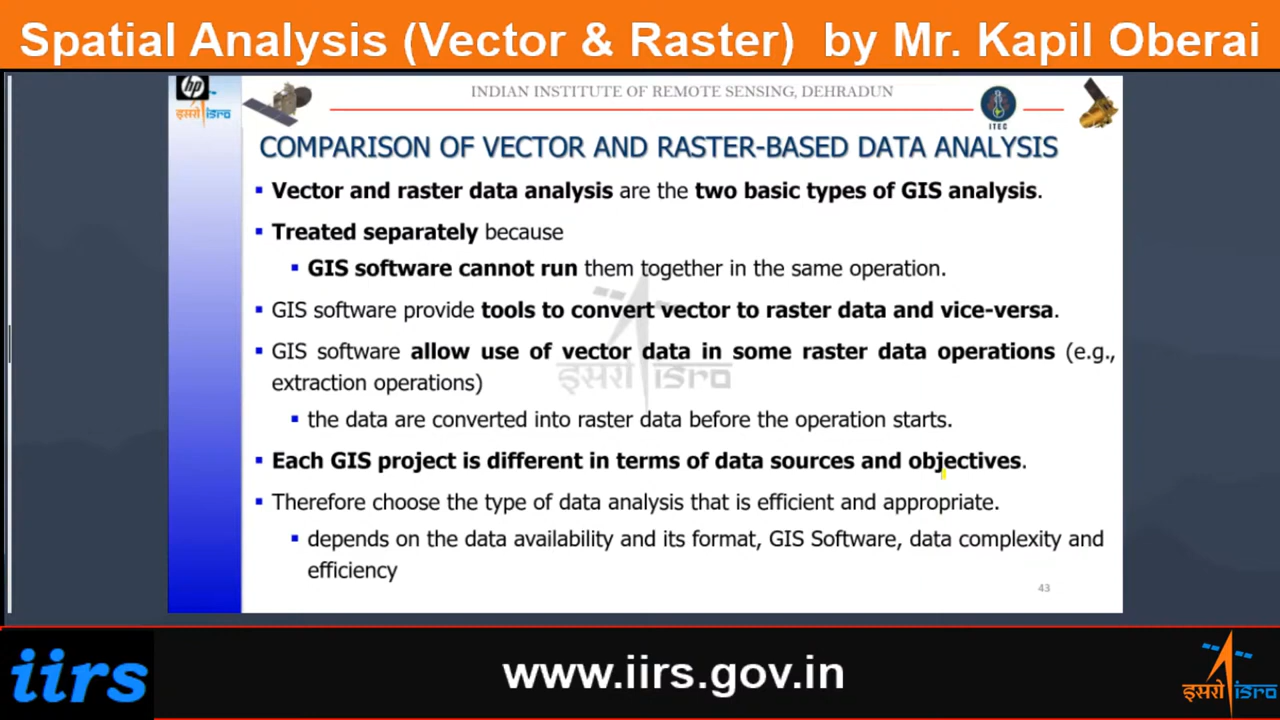 Spatial Analysis (Vector & Raster) by Mr. Kapil Oberai
hp
इसरो isro
INDIAN INSTITUTE OF REMOTE SENSING, DEHRADUN
ITEC
COMPARISON OF VECTOR AND RASTER-BASED DATA ANALYSIS
▪ Vector and raster data analysis are the two basic types of GIS analysis.
▪ Treated separately because
▪ GIS software cannot run them together in the same operation.
▪ GIS software provide tools to convert vector to raster data and vice-versa.
▪ GIS software allow use of vector data in some raster data operations (e.g.,
extraction operations)
▪ the data are converted into raster data before the operation starts.
इसरो isro
▪ Each GIS project is different in terms of data sources and objectives.
▪ Therefore choose the type of data analysis that is efficient and appropriate.
▪ depends on the data availability and its format, GIS Software, data complexity and
efficiency
43
iirs
www.iirs.gov.in
इसरो isro